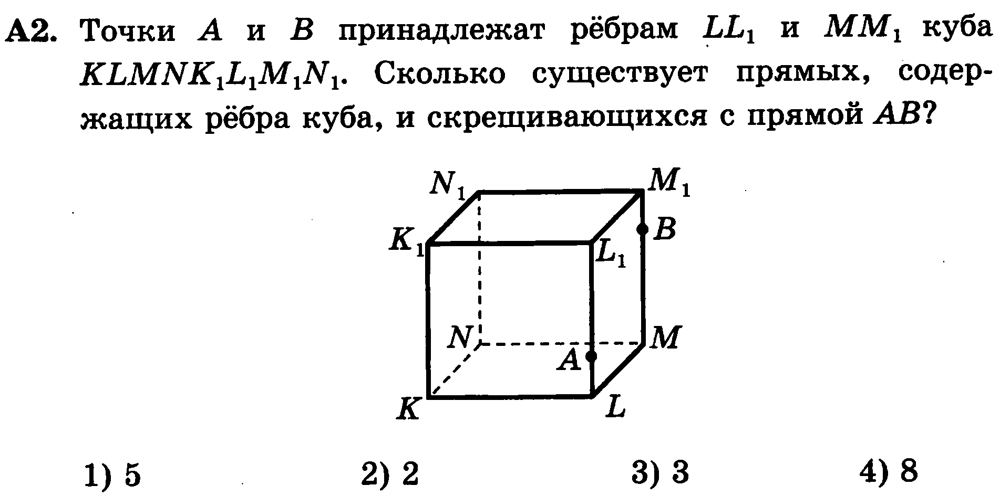 А2. Точки A и B принадлежат рёбрам LL₁ и MM₁ куба
KLMNK₁L₁M₁N₁. Сколько существует прямых, содер-
жащих рёбра куба, и скрещивающихся с прямой AB?
N₁ M₁
K₁ L₁ B
N A M
K L
1) 5 2) 2 3) 3 4) 8